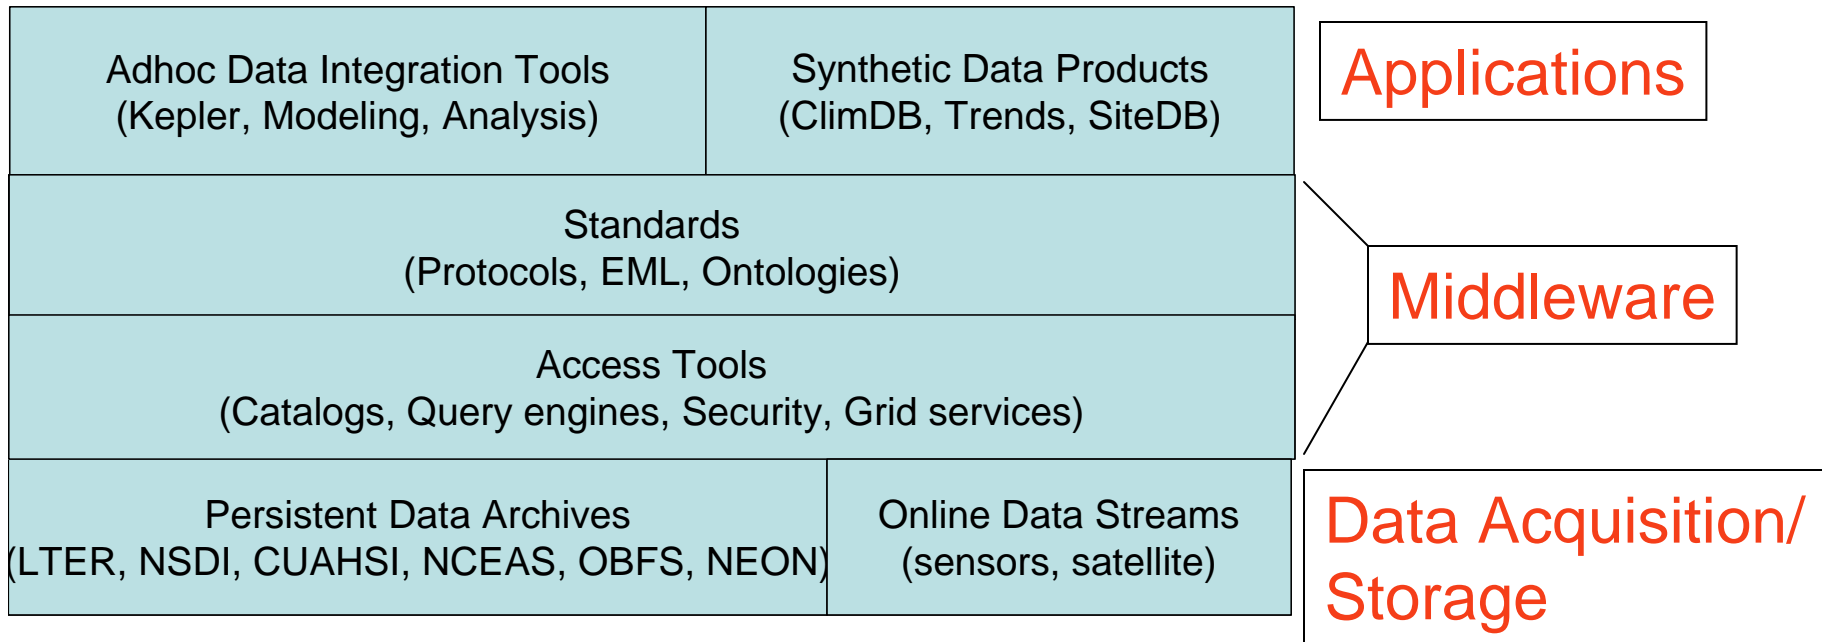 Adhoc Data Integration Tools
(Kepler, Modeling, Analysis)
Synthetic Data Products
(ClimDB, Trends, SiteDB)
Applications
Standards
(Protocols, EML, Ontologies)
Middleware
Access Tools
(Catalogs, Query engines, Security, Grid services)
Persistent Data Archives
(LTER, NSDI, CUAHSI, NCEAS, OBFS, NEON)
Online Data Streams
(sensors, satellite)
Data Acquisition/
Storage